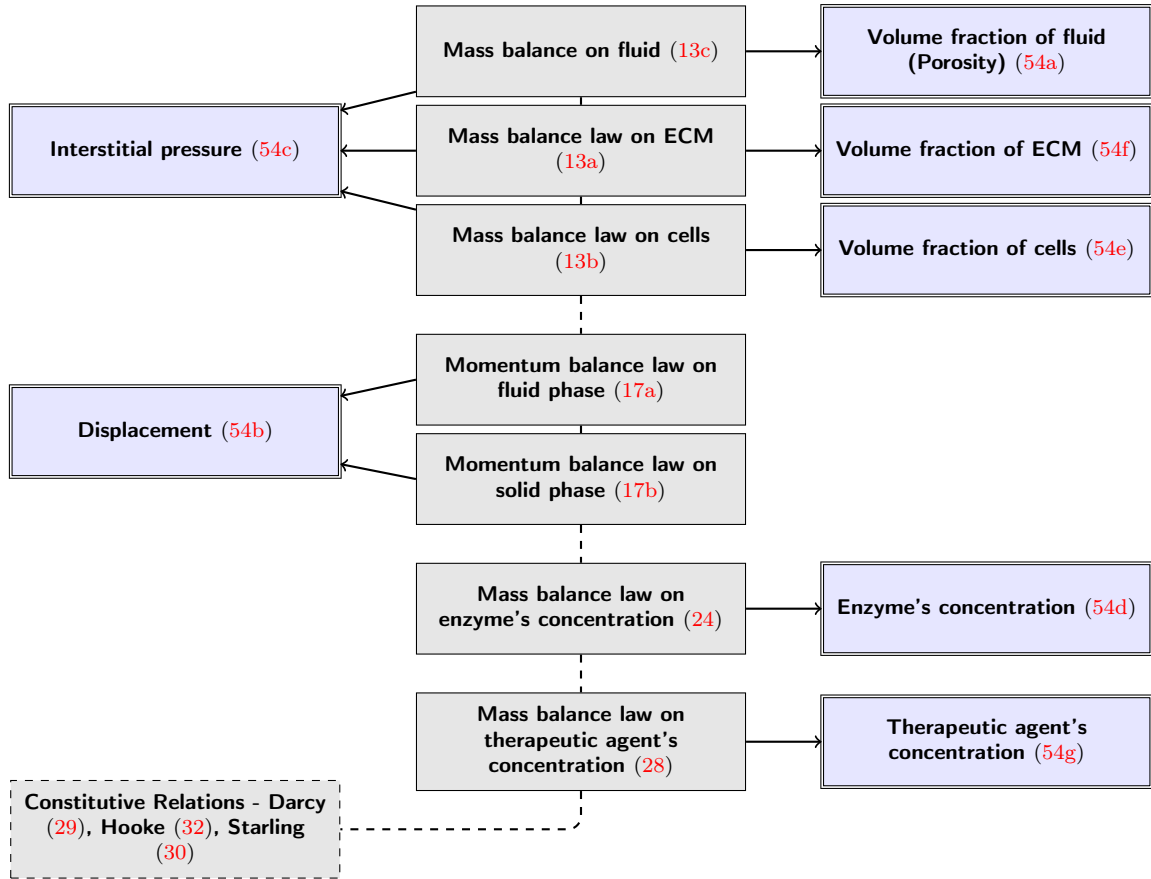 Mass balance on fluid (13c)
Volume fraction of fluid
(Porosity) (54a)
Interstitial pressure (54c)
Mass balance law on ECM
(13a)
Volume fraction of ECM (54f)
Mass balance law on cells
(13b)
Volume fraction of cells (54e)
Momentum balance law on
fluid phase (17a)
Displacement (54b)
Momentum balance law on
solid phase (17b)
Mass balance law on
enzyme's concentration (24)
Enzyme's concentration (54d)
Mass balance law on
therapeutic agent's
concentration (28)
Therapeutic agent's
concentration (54g)
Constitutive Relations - Darcy
(29), Hooke (32), Starling
(30)